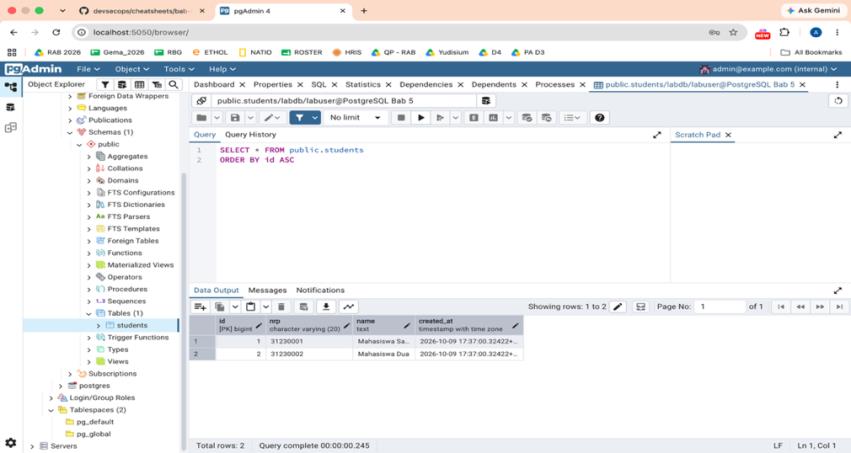 devsecops/cheatsheets/bab-
pgAdmin 4
Ask Gemini
localhost:5050/browser/
NEW
A
RAB 2026
Gema_2026
RBG
ETHOL
NATIO
ROSTER
HRIS
QP - RAB
Yudisium
D4
PA D3
All Bookmarks
pgAdmin File Object Tools Help
admin@example.com (internal)
Object Explorer
Dashboard Properties SQL Statistics Dependencies Dependents Processes public.students/labdb/labuser@PostgreSQL Bab 5
Foreign Data Wrappers
Languages
Publications
Schemas (1)
public
Aggregates
Collations
Domains
FTS Configurations
FTS Dictionaries
FTS Parsers
FTS Templates
Foreign Tables
Functions
Materialized Views
Operators
Procedures
Sequences
Tables (1)
students
Trigger Functions
Types
Views
Subscriptions
postgres
Login/Group Roles
Tablespaces (2)
pg_default
pg_global
Servers
public.students/labdb/labuser@PostgreSQL Bab 5
No limit
Query Query History
Scratch Pad
1 SELECT * FROM public.students
2 ORDER BY id ASC
Data Output Messages Notifications
Showing rows: 1 to 2
Page No: 1 of 1
id nrp name created_at
[PK] bigint character varying (20) text timestamp with time zone
1 1 31230001 Mahasiswa Sa... 2026-10-09 17:37:00.32422+...
2 2 31230002 Mahasiswa Dua 2026-10-09 17:37:00.32422+...
Total rows: 2 Query complete 00:00:00.245
LF Ln 1, Col 1